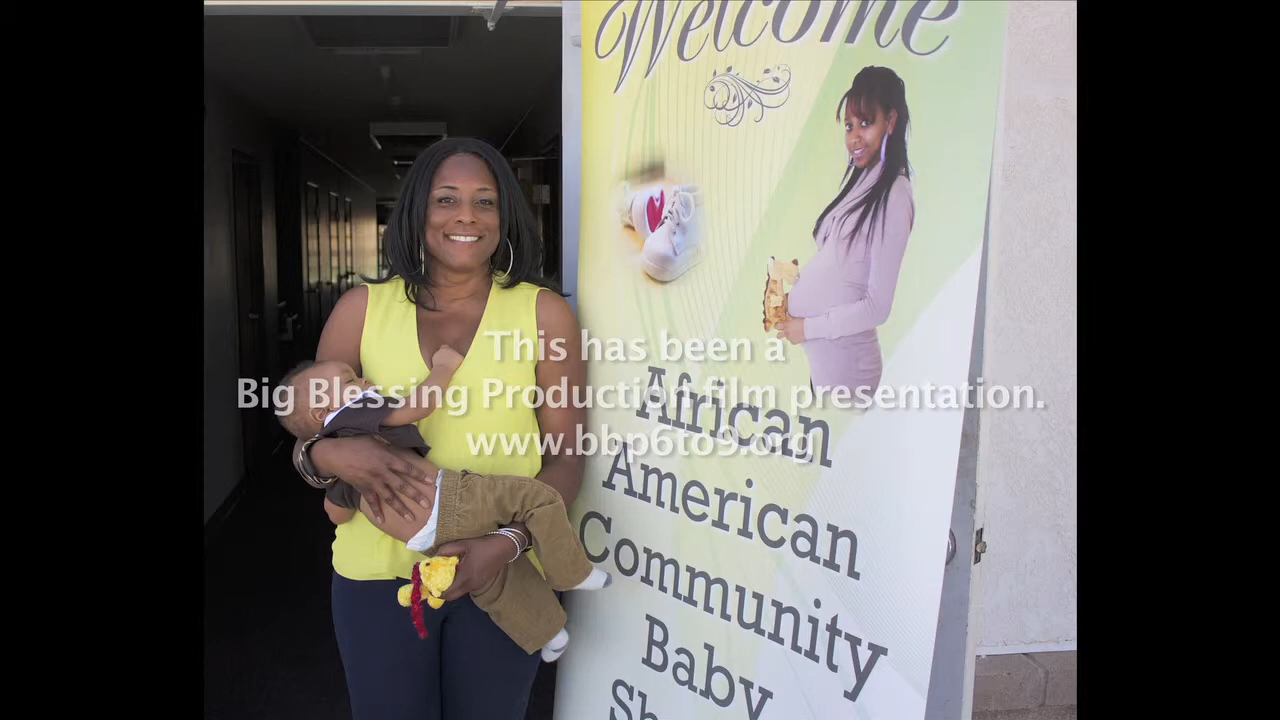 Welcome
This has been a
Big Blessing Production film presentation.
www.bbp6to9.org
African
American
Community
Baby